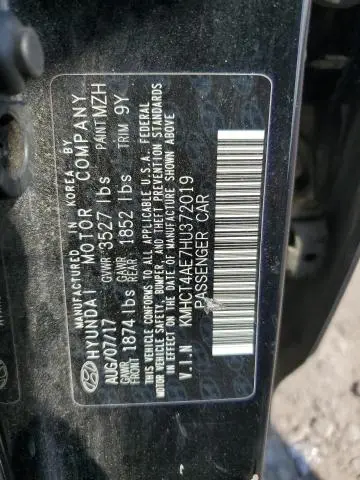 MANUFACTURED IN KOREA BY
HYUNDAI MOTOR COMPANY
AUG/07/17 GVWR 3527 lbs PAINT MZH
GAWR FRONT 1874 lbs GAWR REAR 1852 lbs TRIM 9Y
THIS VEHICLE CONFORMS TO ALL APPLICABLE U.S.A. FEDERAL
MOTOR VEHICLE SAFETY, BUMPER, AND THEFT PREVENTION STANDARDS
IN EFFECT ON THE DATE OF MANUFACTURE SHOWN ABOVE
V.I.N KMHCT4AE7HU372019
PASSENGER CAR